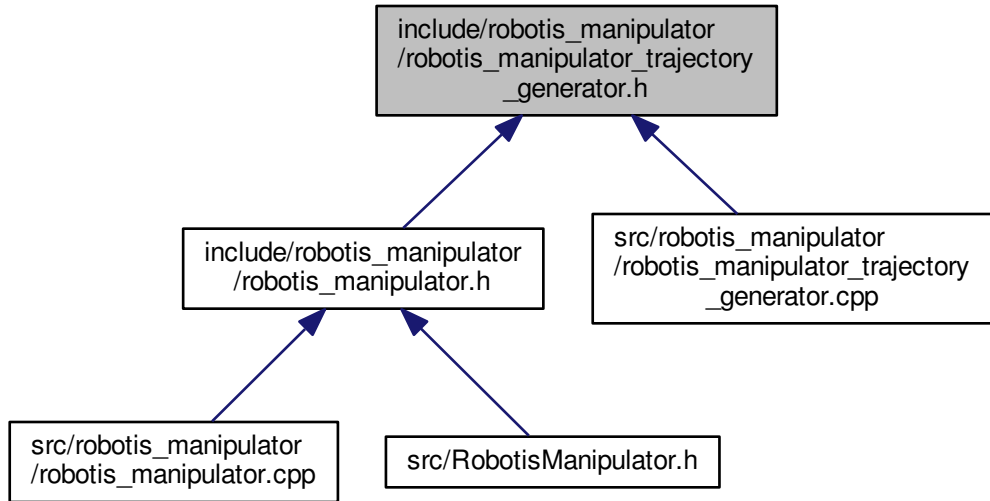 include/robotis_manipulator
/robotis_manipulator_trajectory
_generator.h
include/robotis_manipulator
/robotis_manipulator.h
src/robotis_manipulator
/robotis_manipulator_trajectory
_generator.cpp
src/robotis_manipulator
/robotis_manipulator.cpp
src/RobotisManipulator.h